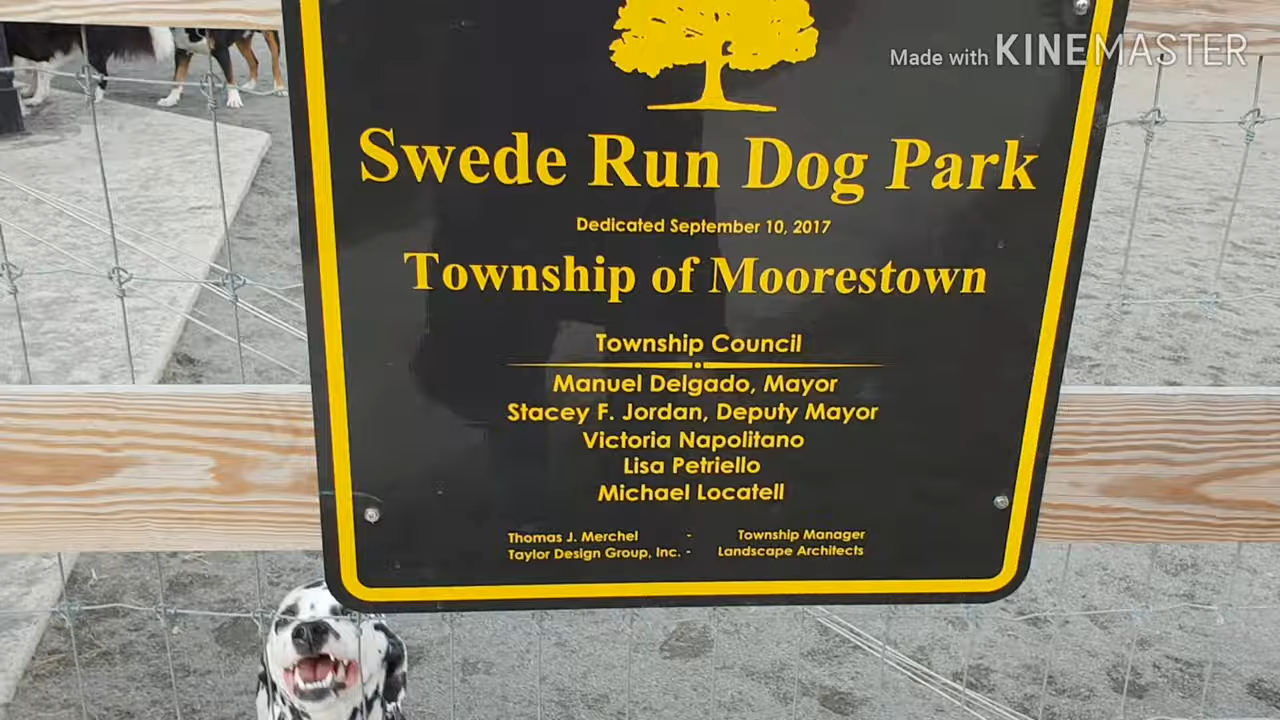 Made with KINEMASTER
Swede Run Dog Park
Dedicated September 10, 2017
Township of Moorestown
Township Council
Manuel Delgado, Mayor
Stacey F. Jordan, Deputy Mayor
Victoria Napolitano
Lisa Petriello
Michael Locatell
Thomas J. Merchel - Township Manager
Taylor Design Group, Inc. - Landscape Architects